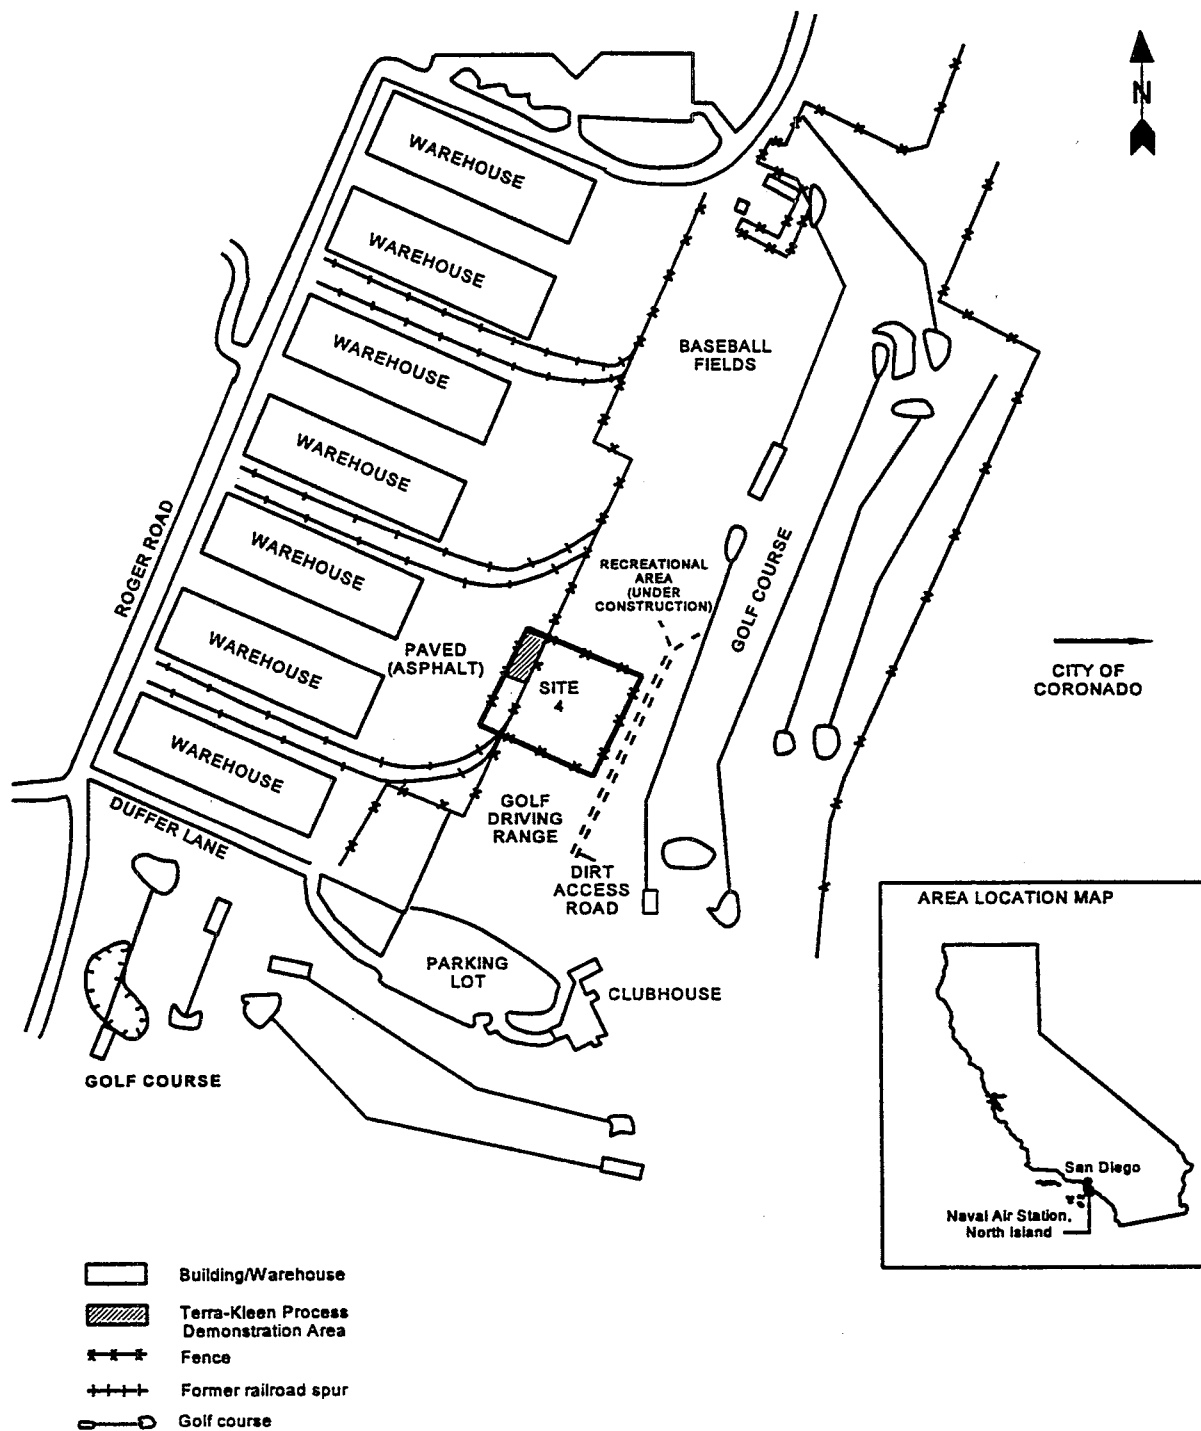 N
WAREHOUSE
WAREHOUSE
WAREHOUSE
BASEBALL
FIELDS
WAREHOUSE
ROGER ROAD
WAREHOUSE
RECREATIONAL
AREA
(UNDER
CONSTRUCTION)
GOLF COURSE
PAVED
(ASPHALT)
WAREHOUSE
SITE
4
CITY OF
CORONADO
WAREHOUSE
DUFFER LANE
GOLF
DRIVING
RANGE
DIRT
ACCESS
ROAD
PARKING
LOT
CLUBHOUSE
GOLF COURSE
AREA LOCATION MAP
San Diego
Naval Air Station,
North Island
Building/Warehouse
Terra-Kleen Process
Demonstration Area
Fence
Former railroad spur
Golf course